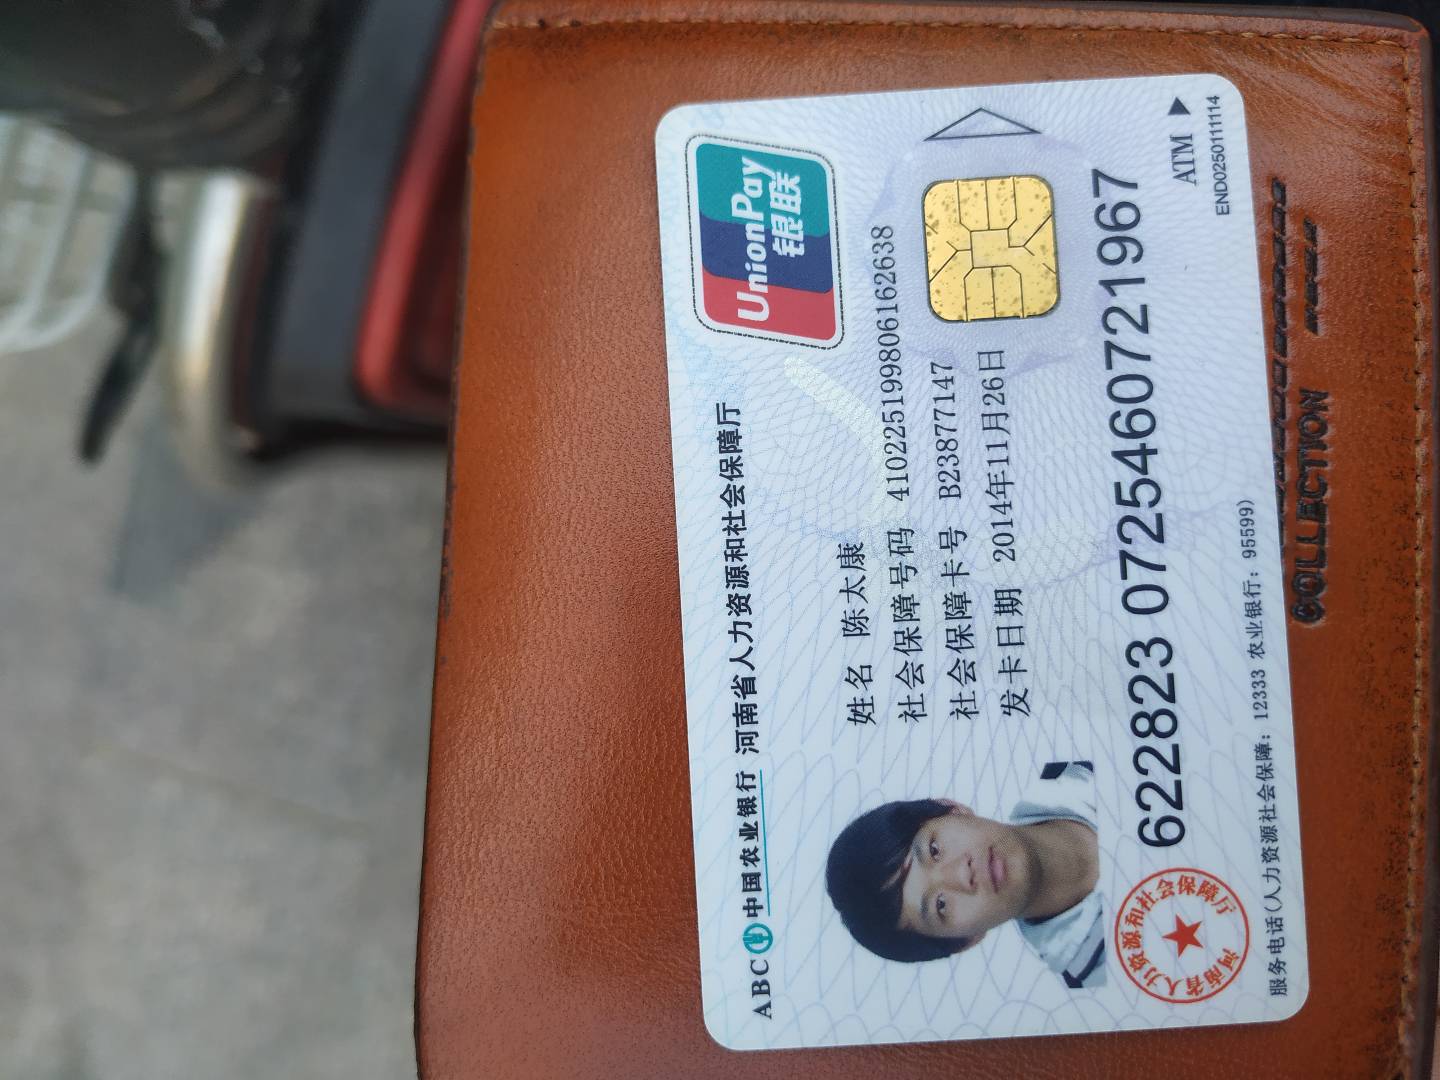 ABC 中国农业银行 河南省人力资源和社会保障厅
UnionPay
银联
姓名 陈太康
社会保障号码 410225199806162638
社会保障卡号 B23877147
发卡日期 2014年11月26日
622823 0725460721967
河南省人力资源和社会保障厅
ATM
END0250111114
服务电话(人力资源社会保障：12333 农业银行：95599)
COLLECTION